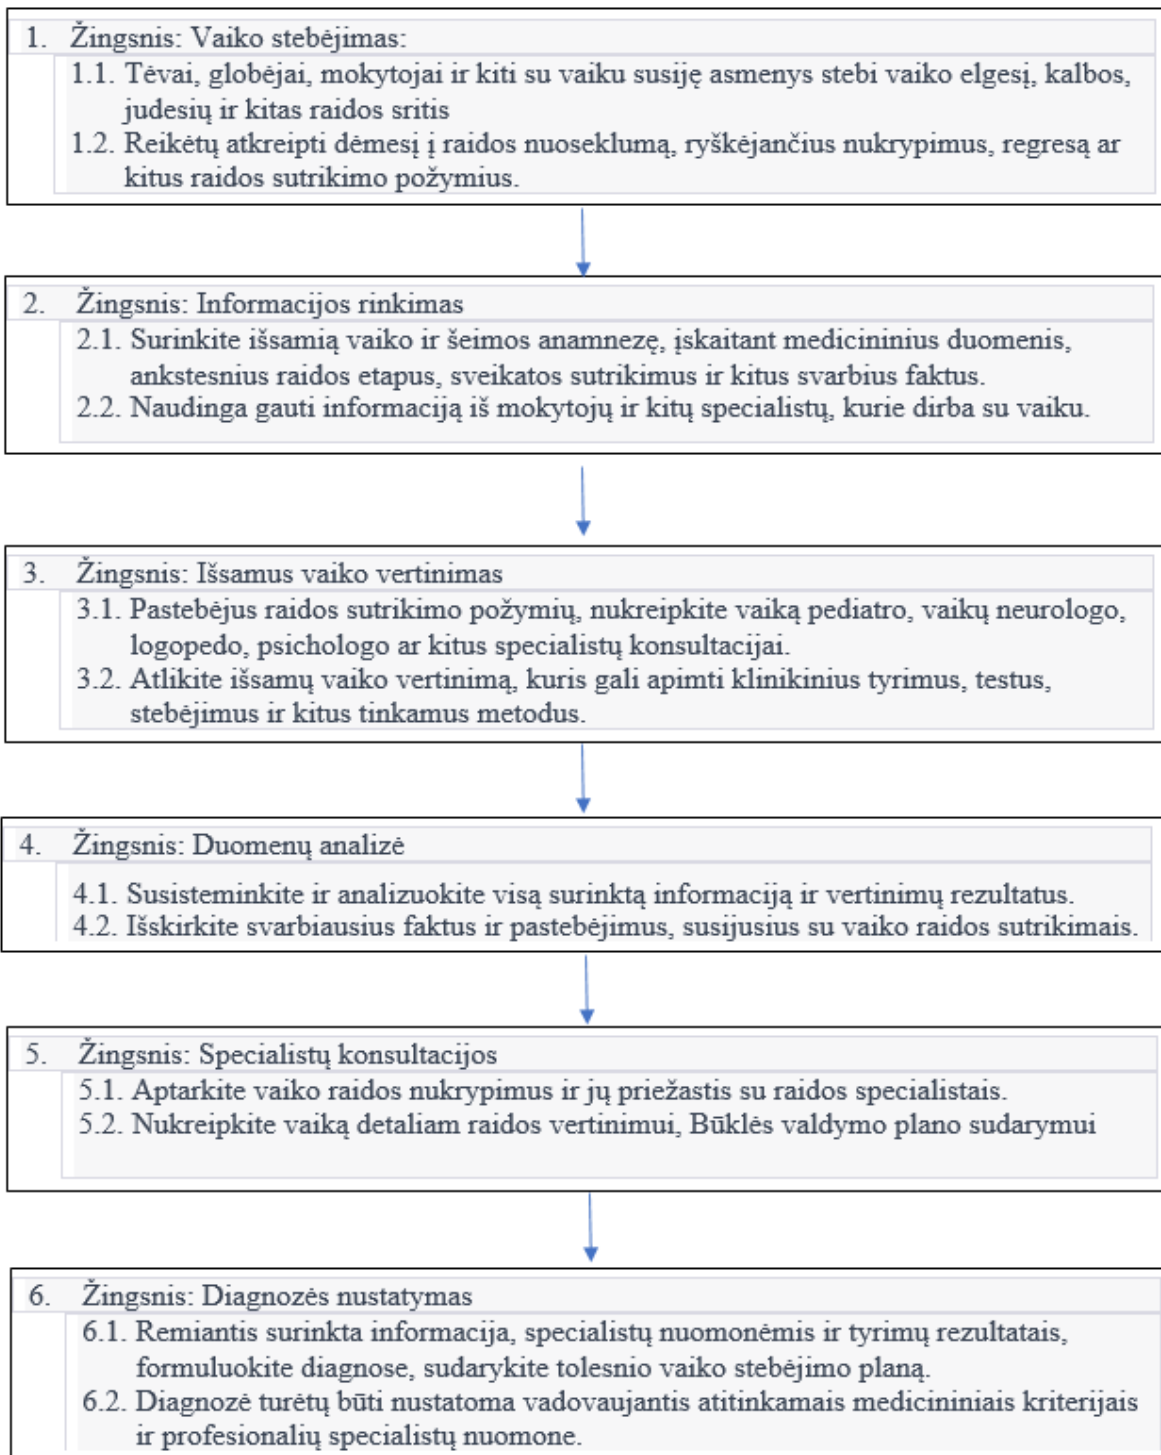 1. Žingsnis: Vaiko stebėjimas:
1.1. Tėvai, globėjai, mokytojai ir kiti su vaiku susiję asmenys stebi vaiko elgesį, kalbos,
judesių ir kitas raidos sritis
1.2. Reikėtų atkreipti dėmesį į raidos nuoseklumą, ryškėjančius nukrypimus, regresą ar
kitus raidos sutrikimo požymius.
2. Žingsnis: Informacijos rinkimas
2.1. Surinkite išsamią vaiko ir šeimos anamnezę, įskaitant medicininius duomenis,
ankstesnius raidos etapus, sveikatos sutrikimus ir kitus svarbius faktus.
2.2. Naudinga gauti informaciją iš mokytojų ir kitų specialistų, kurie dirba su vaiku.
3. Žingsnis: Išsamus vaiko vertinimas
3.1. Pastebėjus raidos sutrikimo požymių, nukreipkite vaiką pediatro, vaikų neurologo,
logopedo, psichologo ar kitus specialistų konsultacijai.
3.2. Atlikite išsamų vaiko vertinimą, kuris gali apimti klinikinius tyrimus, testus,
stebėjimus ir kitus tinkamus metodus.
4. Žingsnis: Duomenų analizė
4.1. Susisteminkite ir analizuokite visą surinktą informaciją ir vertinimų rezultatus.
4.2. Išskirkite svarbiausius faktus ir pastebėjimus, susijusius su vaiko raidos sutrikimais.
5. Žingsnis: Specialistų konsultacijos
5.1. Aptarkite vaiko raidos nukrypimus ir jų priežastis su raidos specialistais.
5.2. Nukreipkite vaiką detaliam raidos vertinimui, Būklės valdymo plano sudarymui
6. Žingsnis: Diagnozės nustatymas
6.1. Remiantis surinkta informacija, specialistų nuomonėmis ir tyrimų rezultatais,
formuluokite diagnose, sudarykite tolesnio vaiko stebėjimo planą.
6.2. Diagnozė turėtų būti nustatoma vadovaujantis atitinkamais medicininiais kriterijais
ir profesionalių specialistų nuomone.